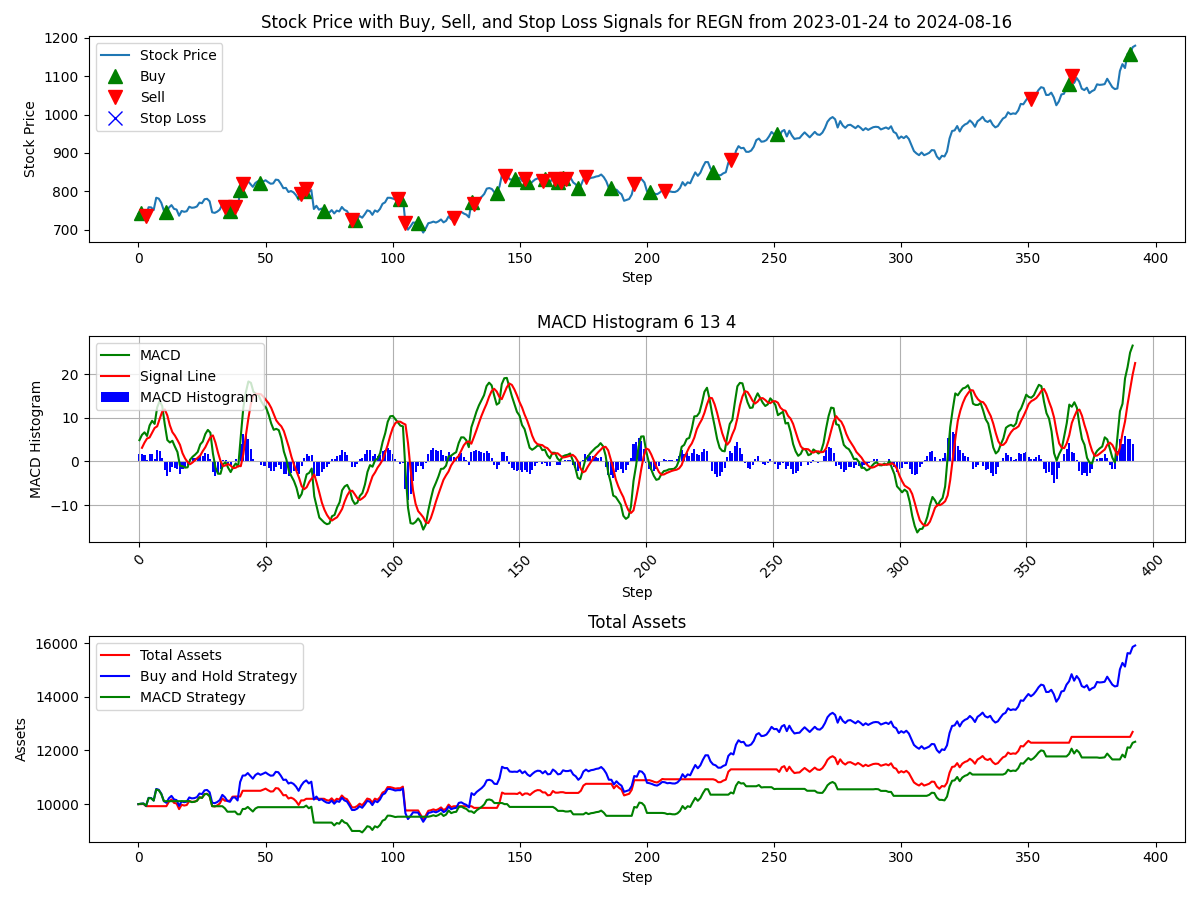 Stock Price with Buy, Sell, and Stop Loss Signals for REGN from 2023-01-24 to 2024-08-16
Stock Price
1200
1100
1000
900
800
700
Stock Price
Buy
Sell
Stop Loss
0 50 100 150 200 250 300 350 400
Step
MACD Histogram 6 13 4
MACD Histogram
20
10
0
−10
MACD
Signal Line
MACD Histogram
0 50 100 150 200 250 300 350 400
Step
Total Assets
Assets
16000
14000
12000
10000
Total Assets
Buy and Hold Strategy
MACD Strategy
0 50 100 150 200 250 300 350 400
Step